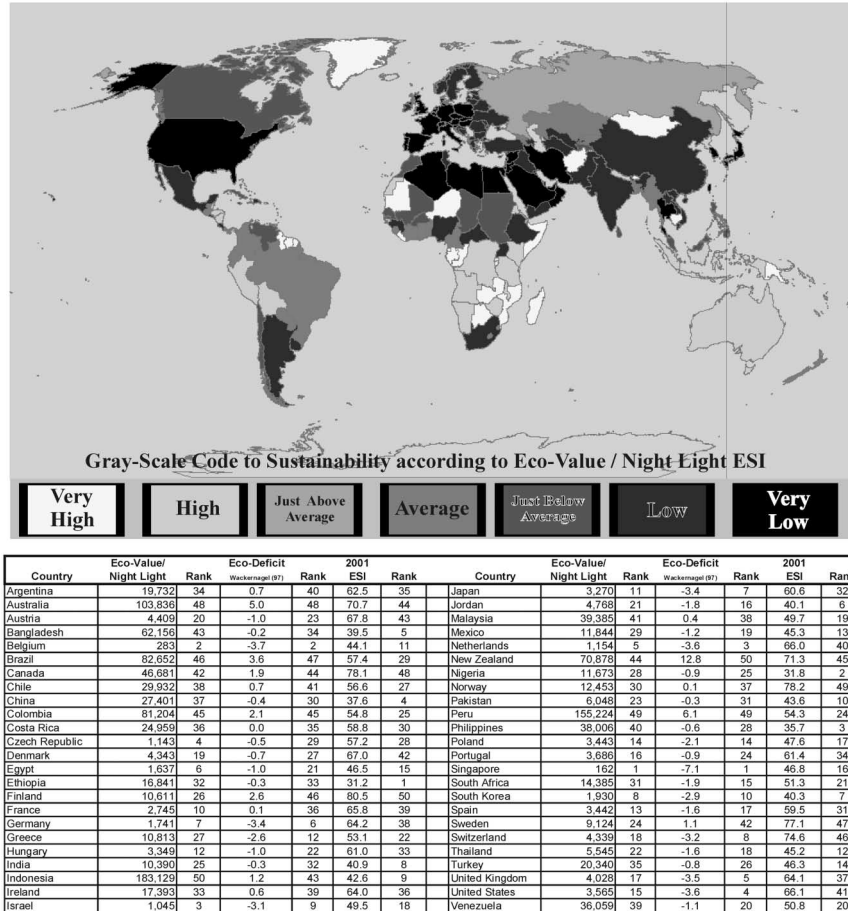 Gray-Scale Code to Sustainability according to Eco-Value / Night Light ESI
Very High
High
Just Above Average
Average
Just Below Average
Low
Very Low
Eco-Value/ Eco-Deficit 2001 Eco-Value/ Eco-Deficit 2001
Country Night Light Rank Wackernagel (97) Rank ESI Rank Country Night Light Rank Wackernagel (97) Rank ESI Rank
Argentina 19,732 34 0.7 40 62.5 35 Japan 3,270 11 -3.4 7 60.6 32
Australia 103,836 48 5.0 48 70.7 44 Jordan 4,768 21 -1.8 16 40.1 6
Austria 4,409 20 -1.0 23 67.8 43 Malaysia 39,385 41 0.4 38 49.7 19
Bangladesh 62,156 43 -0.2 34 39.5 5 Mexico 11,844 29 -1.2 19 45.3 13
Belgium 283 2 -3.7 2 44.1 11 Netherlands 1,154 5 -3.6 3 66.0 40
Brazil 82,652 46 3.6 47 57.4 29 New Zealand 70,878 44 12.8 50 71.3 45
Canada 46,681 42 1.9 44 78.1 48 Nigeria 11,673 28 -0.9 25 31.8 2
Chile 29,932 38 0.7 41 56.6 27 Norway 12,453 30 0.1 37 78.2 49
China 27,401 37 -0.4 30 37.6 4 Pakistan 6,048 23 -0.3 31 43.6 10
Colombia 81,204 45 2.1 45 54.8 25 Peru 155,224 49 6.1 49 54.3 24
Costa Rica 24,959 36 0.0 35 58.8 30 Philippines 38,006 40 -0.6 28 35.7 3
Czech Republic 1,143 4 -0.5 29 57.2 28 Poland 3,443 14 -2.1 14 47.6 17
Denmark 4,343 19 -0.7 27 67.0 42 Portugal 3,686 16 -0.9 24 61.4 34
Egypt 1,637 6 -1.0 21 46.5 15 Singapore 162 1 -7.1 1 46.8 16
Ethiopia 16,841 32 -0.3 33 31.2 1 South Africa 14,385 31 -1.9 15 51.3 21
Finland 10,611 26 2.6 46 80.5 50 South Korea 1,930 8 -2.9 10 40.3 7
France 2,745 10 0.1 36 65.8 39 Spain 3,442 13 -1.6 17 59.5 31
Germany 1,741 7 -3.4 6 64.2 38 Sweden 9,124 24 1.1 42 77.1 47
Greece 10,813 27 -2.6 12 53.1 22 Switzerland 4,339 18 -3.2 8 74.6 46
Hungary 3,349 12 -1.0 22 61.0 33 Thailand 5,545 22 -1.6 18 45.2 12
India 10,390 25 -0.3 32 40.9 8 Turkey 20,340 35 -0.8 26 46.3 14
Indonesia 183,129 50 1.2 43 42.6 9 United Kingdom 4,028 17 -3.5 5 64.1 37
Ireland 17,393 33 0.6 39 64.0 36 United States 3,565 15 -3.6 4 66.1 41
Israel 1,045 3 -3.1 9 49.5 18 Venezuela 36,059 39 -1.1 20 50.8 20